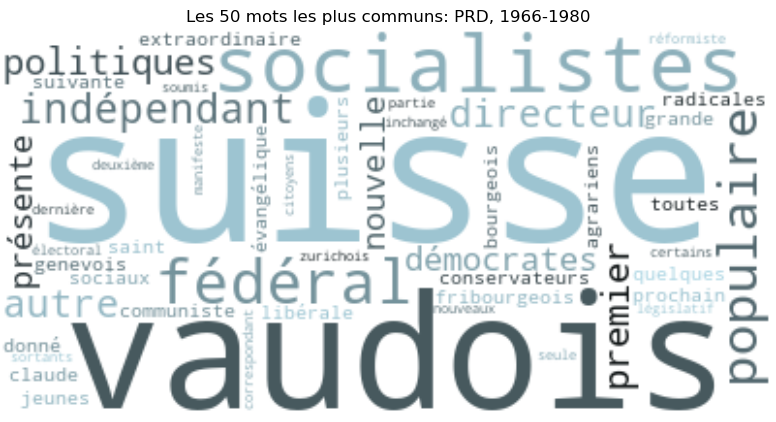 Les 50 mots les plus communs: PRD, 1966-1980
extraordinaire
réformiste
politiques
socialistes
suivante
soumis
indépendant
partie
radicales
inchangé
directeur
grande
manifeste
évangélique
citoyens
plusieurs
nouvelle
bourgeois
agrariens
populaire
présente
suisse
deuxième
dernière
toutes
électoral
saint
genevois
zurichois
démocrates
certains
sociaux
fédéral
conservateurs
quelques
premier
autre
communiste
libérale
fribourgeois
nouveaux
prochain
législatif
correspondant
vaudois
donné
sortants
seule
claude
jeunes